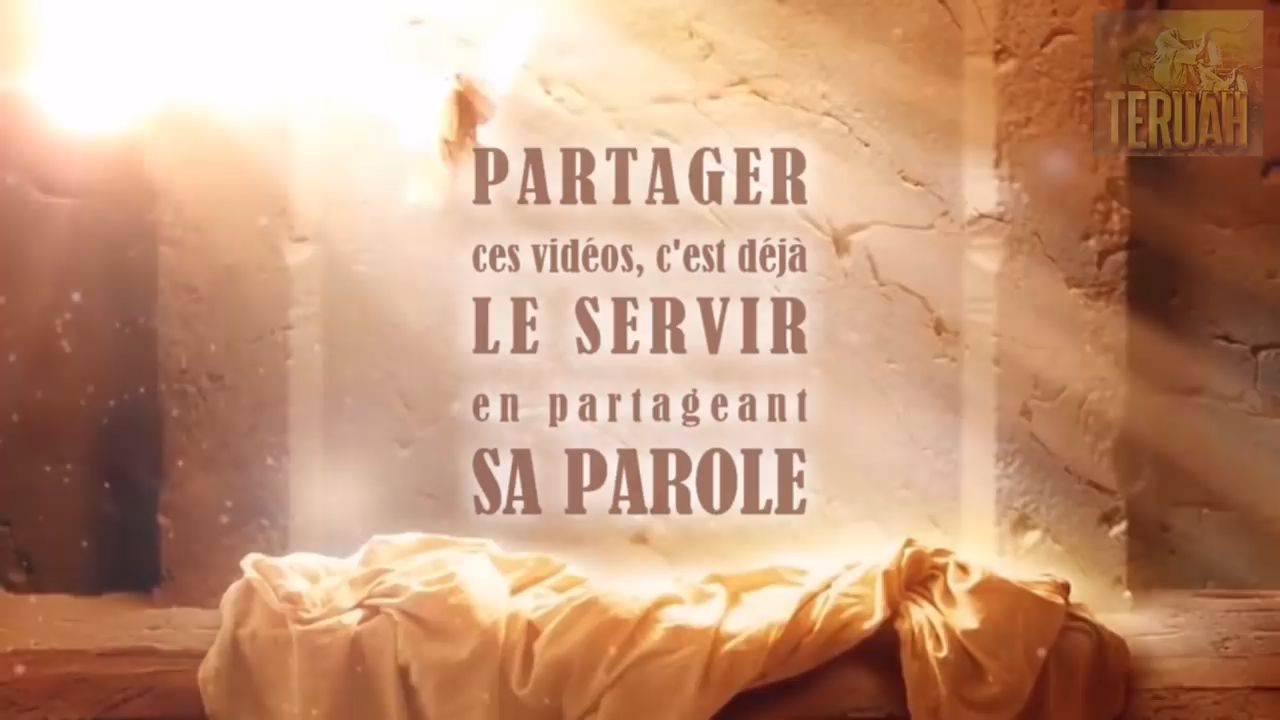 TERUAH
PARTAGER
ces vidéos, c'est déjà
LE SERVIR
en partageant
SA PAROLE